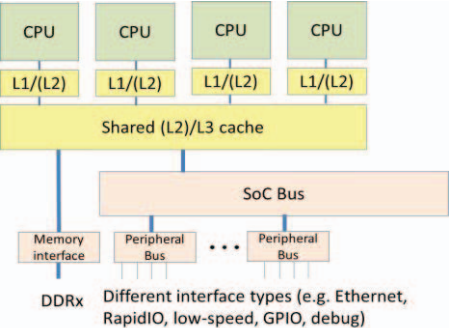 CPU CPU CPU CPU
L1/(L2) L1/(L2) L1/(L2) L1/(L2)
Shared (L2)/L3 cache
SoC Bus
Memory
interface
Peripheral
Bus
•••
Peripheral
Bus
DDRx
Different interface types (e.g. Ethernet,
RapidIO, low-speed, GPIO, debug)